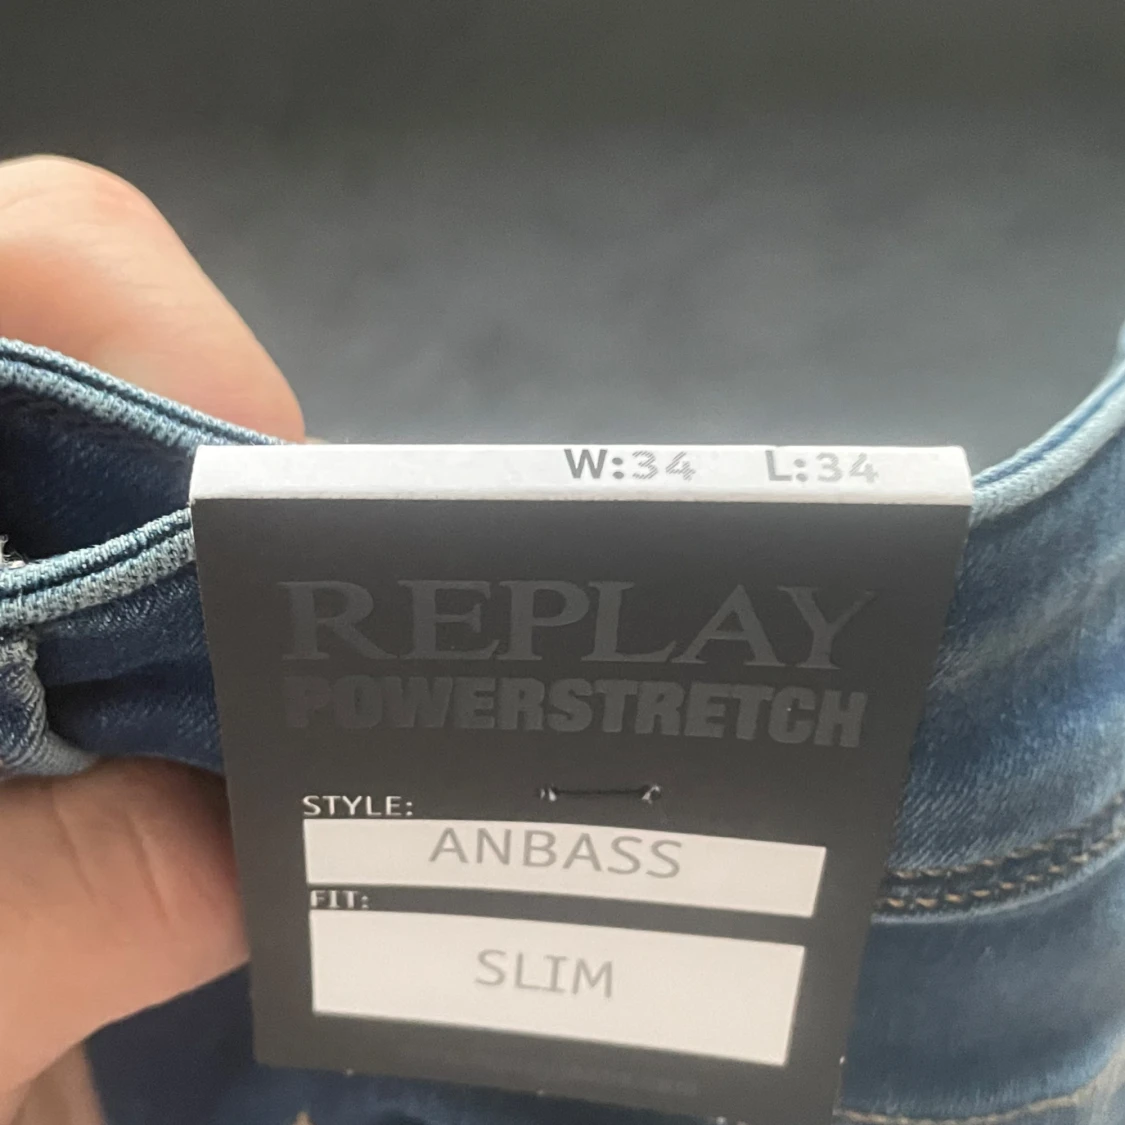 W:34 L:34
REPLAY
POWERSTRETCH
STYLE:
ANBASS
FIT:
SLIM